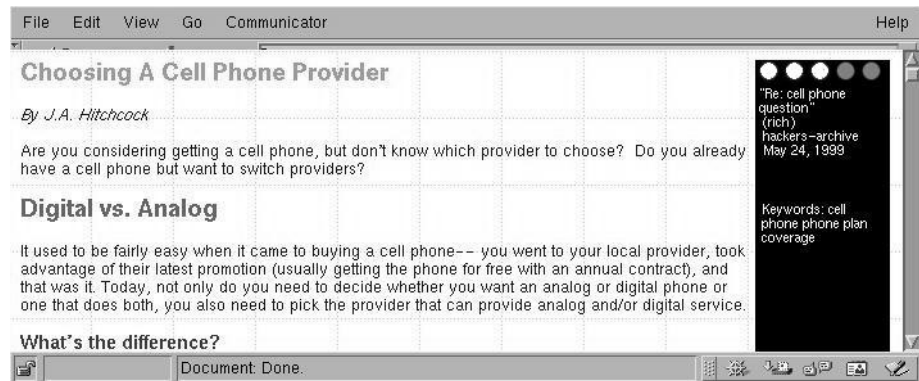 File Edit View Go Communicator Help
Choosing A Cell Phone Provider
By J.A. Hitchcock
Are you considering getting a cell phone, but don't know which provider to choose? Do you already
have a cell phone but want to switch providers?
Digital vs. Analog
It used to be fairly easy when it came to buying a cell phone-- you went to your local provider, took
advantage of their latest promotion (usually getting the phone for free with an annual contract), and
that was it. Today, not only do you need to decide whether you want an analog or digital phone or
one that does both, you also need to pick the provider that can provide analog and/or digital service.
What's the difference?
"Re: cell phone
question"
(rich)
hackers-archive
May 24, 1999
Keywords: cell
phone phone plan
coverage
Document: Done.